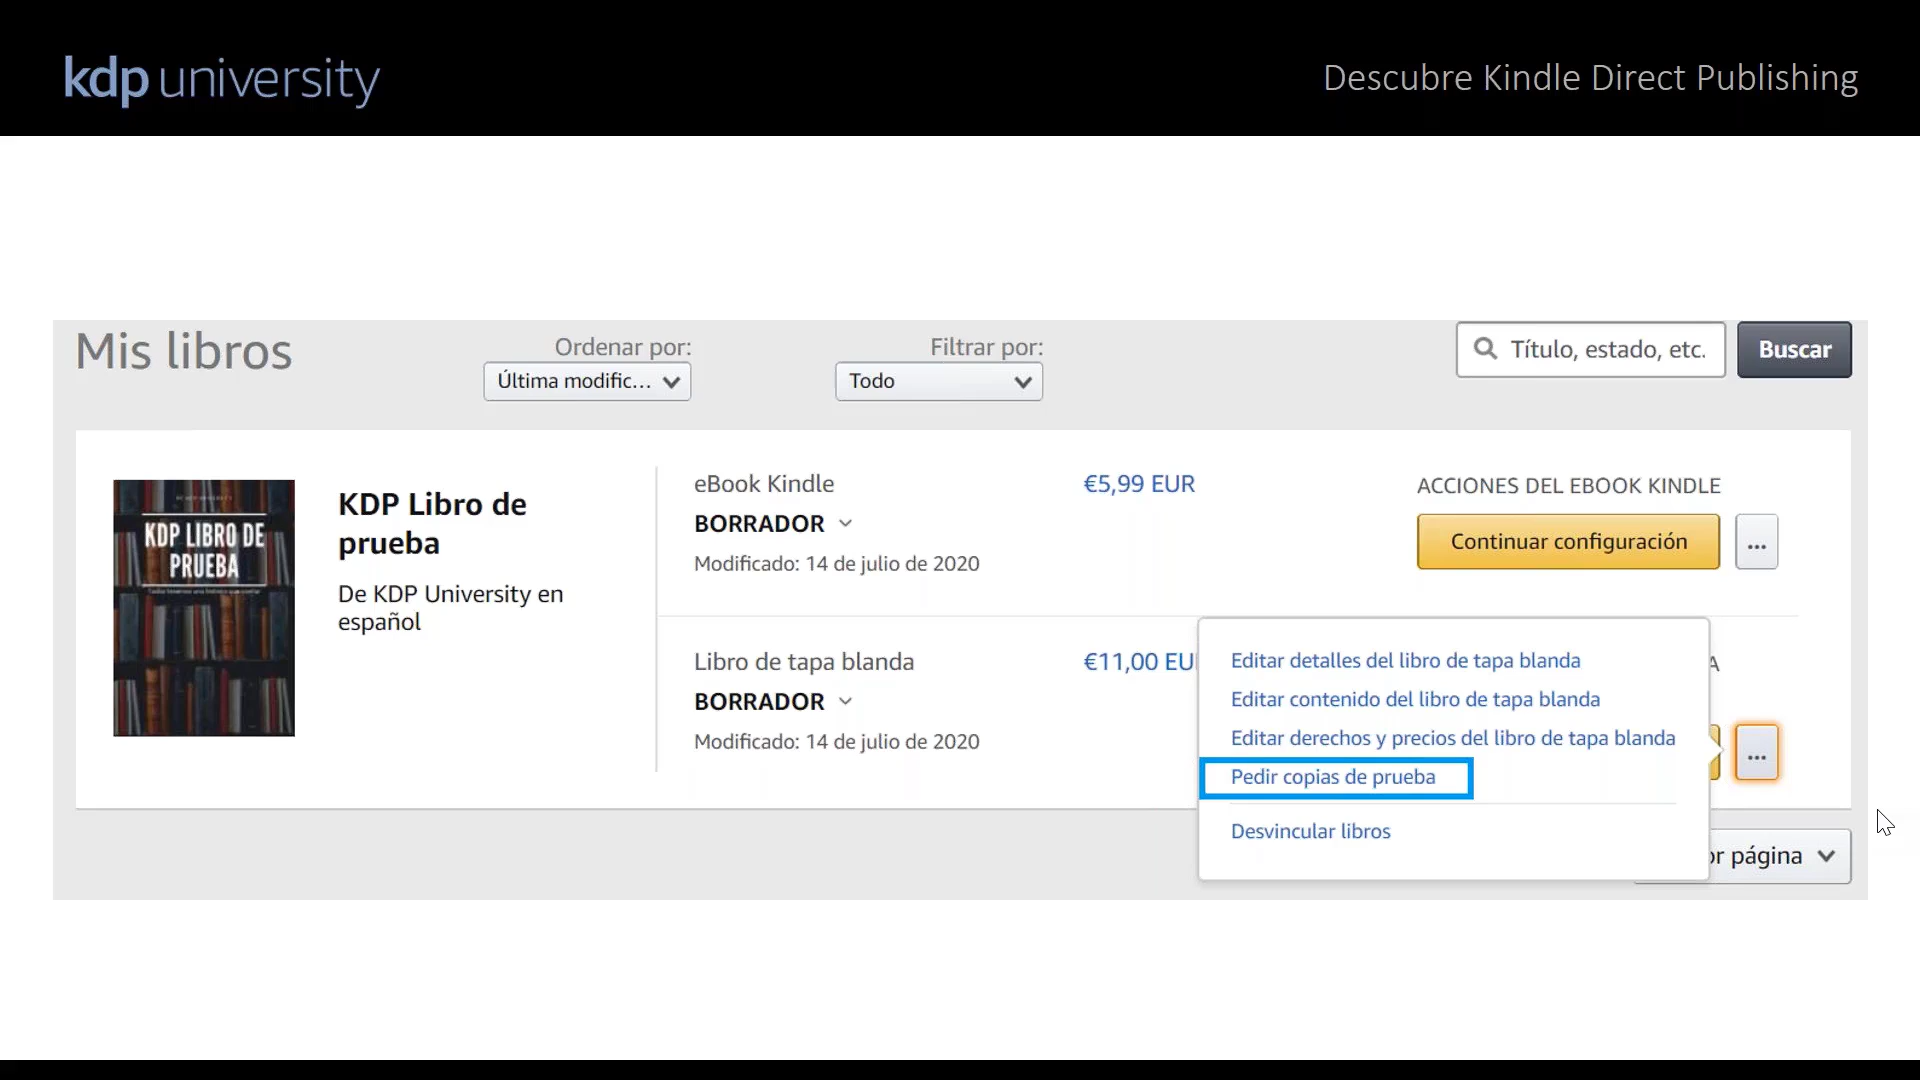 kdp university
Descubre Kindle Direct Publishing
Mis libros
Ordenar por:
Última modific...
Filtrar por:
Todo
Título, estado, etc.
Buscar
KDP LIBRO DE
PRUEBA
KDP Libro de
prueba
De KDP University en
español
eBook Kindle
BORRADOR
Modificado: 14 de julio de 2020
€5,99 EUR
ACCIONES DEL EBOOK KINDLE
Continuar configuración
...
Libro de tapa blanda
BORRADOR
Modificado: 14 de julio de 2020
€11,00 EU
A
...
Editar detalles del libro de tapa blanda
Editar contenido del libro de tapa blanda
Editar derechos y precios del libro de tapa blanda
Pedir copias de prueba
Desvincular libros
or página